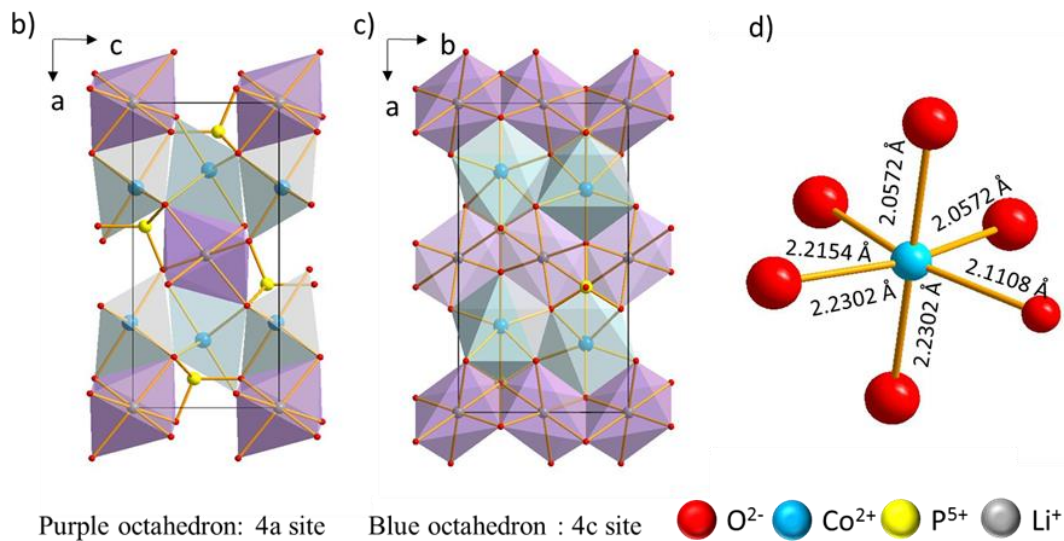 b)
c
a
c)
b
a
d)
2.0572 Å
2.0572 Å
2.2154 Å
2.1108 Å
2.2302 Å
2.2302 Å
Purple octahedron: 4a site
Blue octahedron : 4c site
O2-
Co2+
P5+
Li+